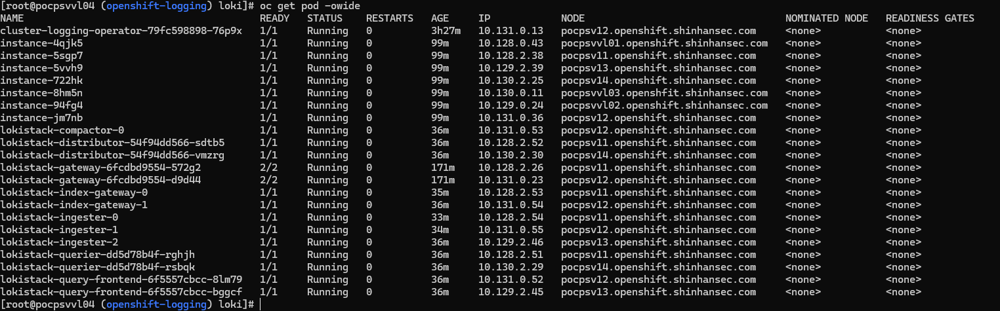 [root@pocpsvvl04 (openshift-logging) loki]# oc get pod -owide
NAME READY STATUS RESTARTS AGE IP NODE NOMINATED NODE READINESS GATES
cluster-logging-operator-79fc598898-76p9x 1/1 Running 0 3h27m 10.131.0.13 pocpsv12.openshift.shinhansec.com <none> <none>
instance-4qjk5 1/1 Running 0 99m 10.128.0.43 pocpsvvl01.openshift.shinhansec.com <none> <none>
instance-5sgp7 1/1 Running 0 99m 10.128.2.38 pocpsv11.openshift.shinhansec.com <none> <none>
instance-5vvh9 1/1 Running 0 99m 10.129.2.39 pocpsv13.openshift.shinhansec.com <none> <none>
instance-722hk 1/1 Running 0 99m 10.130.2.25 pocpsv14.openshift.shinhansec.com <none> <none>
instance-8hm5n 1/1 Running 0 99m 10.130.0.11 pocpsvvl03.openshfit.shinhansec.com <none> <none>
instance-94fg4 1/1 Running 0 99m 10.129.0.24 pocpsvvl02.openshift.shinhansec.com <none> <none>
instance-jm7nb 1/1 Running 0 99m 10.131.0.36 pocpsv12.openshift.shinhansec.com <none> <none>
lokistack-compactor-0 1/1 Running 0 36m 10.131.0.53 pocpsv12.openshift.shinhansec.com <none> <none>
lokistack-distributor-54f94dd566-sdtb5 1/1 Running 0 36m 10.128.2.52 pocpsv11.openshift.shinhansec.com <none> <none>
lokistack-distributor-54f94dd566-vmzrg 1/1 Running 0 36m 10.130.2.30 pocpsv14.openshift.shinhansec.com <none> <none>
lokistack-gateway-6fcdbd9554-572g2 2/2 Running 0 171m 10.128.2.26 pocpsv11.openshift.shinhansec.com <none> <none>
lokistack-gateway-6fcdbd9554-d9d44 2/2 Running 0 171m 10.131.0.23 pocpsv12.openshift.shinhansec.com <none> <none>
lokistack-index-gateway-0 1/1 Running 0 35m 10.128.2.53 pocpsv11.openshift.shinhansec.com <none> <none>
lokistack-index-gateway-1 1/1 Running 0 36m 10.131.0.54 pocpsv12.openshift.shinhansec.com <none> <none>
lokistack-ingester-0 1/1 Running 0 33m 10.128.2.54 pocpsv11.openshift.shinhansec.com <none> <none>
lokistack-ingester-1 1/1 Running 0 34m 10.131.0.55 pocpsv12.openshift.shinhansec.com <none> <none>
lokistack-ingester-2 1/1 Running 0 36m 10.129.2.46 pocpsv13.openshift.shinhansec.com <none> <none>
lokistack-querier-dd5d78b4f-rghjh 1/1 Running 0 36m 10.128.2.51 pocpsv11.openshift.shinhansec.com <none> <none>
lokistack-querier-dd5d78b4f-rsbqk 1/1 Running 0 36m 10.130.2.29 pocpsv14.openshift.shinhansec.com <none> <none>
lokistack-query-frontend-6f5557cbcc-8lm79 1/1 Running 0 36m 10.131.0.52 pocpsv12.openshift.shinhansec.com <none> <none>
lokistack-query-frontend-6f5557cbcc-bggcf 1/1 Running 0 36m 10.129.2.45 pocpsv13.openshift.shinhansec.com <none> <none>
[root@pocpsvvl04 (openshift-logging) loki]#